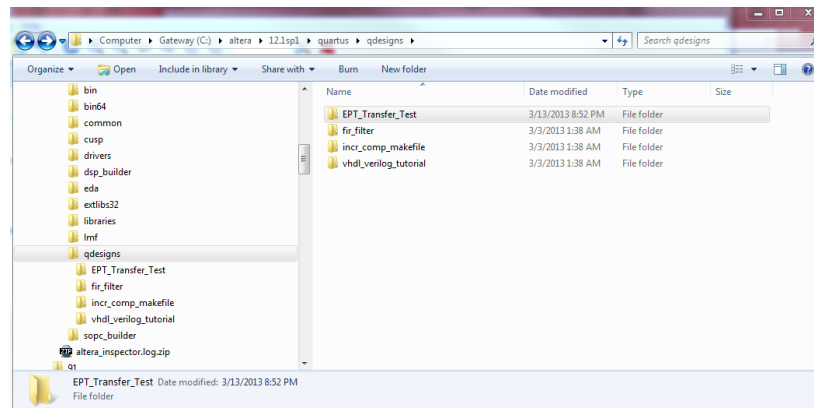 Computer ▸ Gateway (C:) ▸ altera ▸ 12.1sp1 ▸ quartus ▸ qdesigns ▸ Search qdesigns
Organize Open Include in library Share with Burn New folder
bin
bin64
common
cusp
drivers
dsp_builder
eda
extlibs32
libraries
lmf
qdesigns
EPT_Transfer_Test
fir_filter
incr_comp_makefile
vhdl_verilog_tutorial
sopc_builder
altera_inspector.log.zip
91
Name Date modified Type Size
EPT_Transfer_Test 3/13/2013 8:52 PM File folder
fir_filter 3/3/2013 1:38 AM File folder
incr_comp_makefile 3/3/2013 1:38 AM File folder
vhdl_verilog_tutorial 3/3/2013 1:38 AM File folder
EPT_Transfer_Test Date modified: 3/13/2013 8:52 PM
File folder